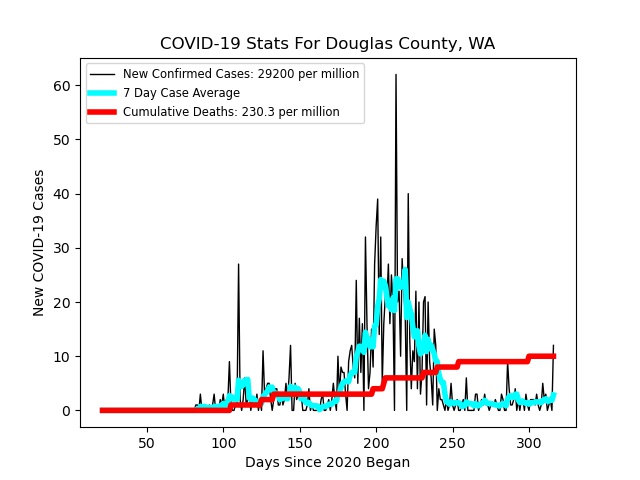 COVID-19 Stats For Douglas County, WA
New Confirmed Cases: 29200 per million
7 Day Case Average
Cumulative Deaths: 230.3 per million
New COVID-19 Cases
60
50
40
30
20
10
0
50 100 150 200 250 300
Days Since 2020 Began